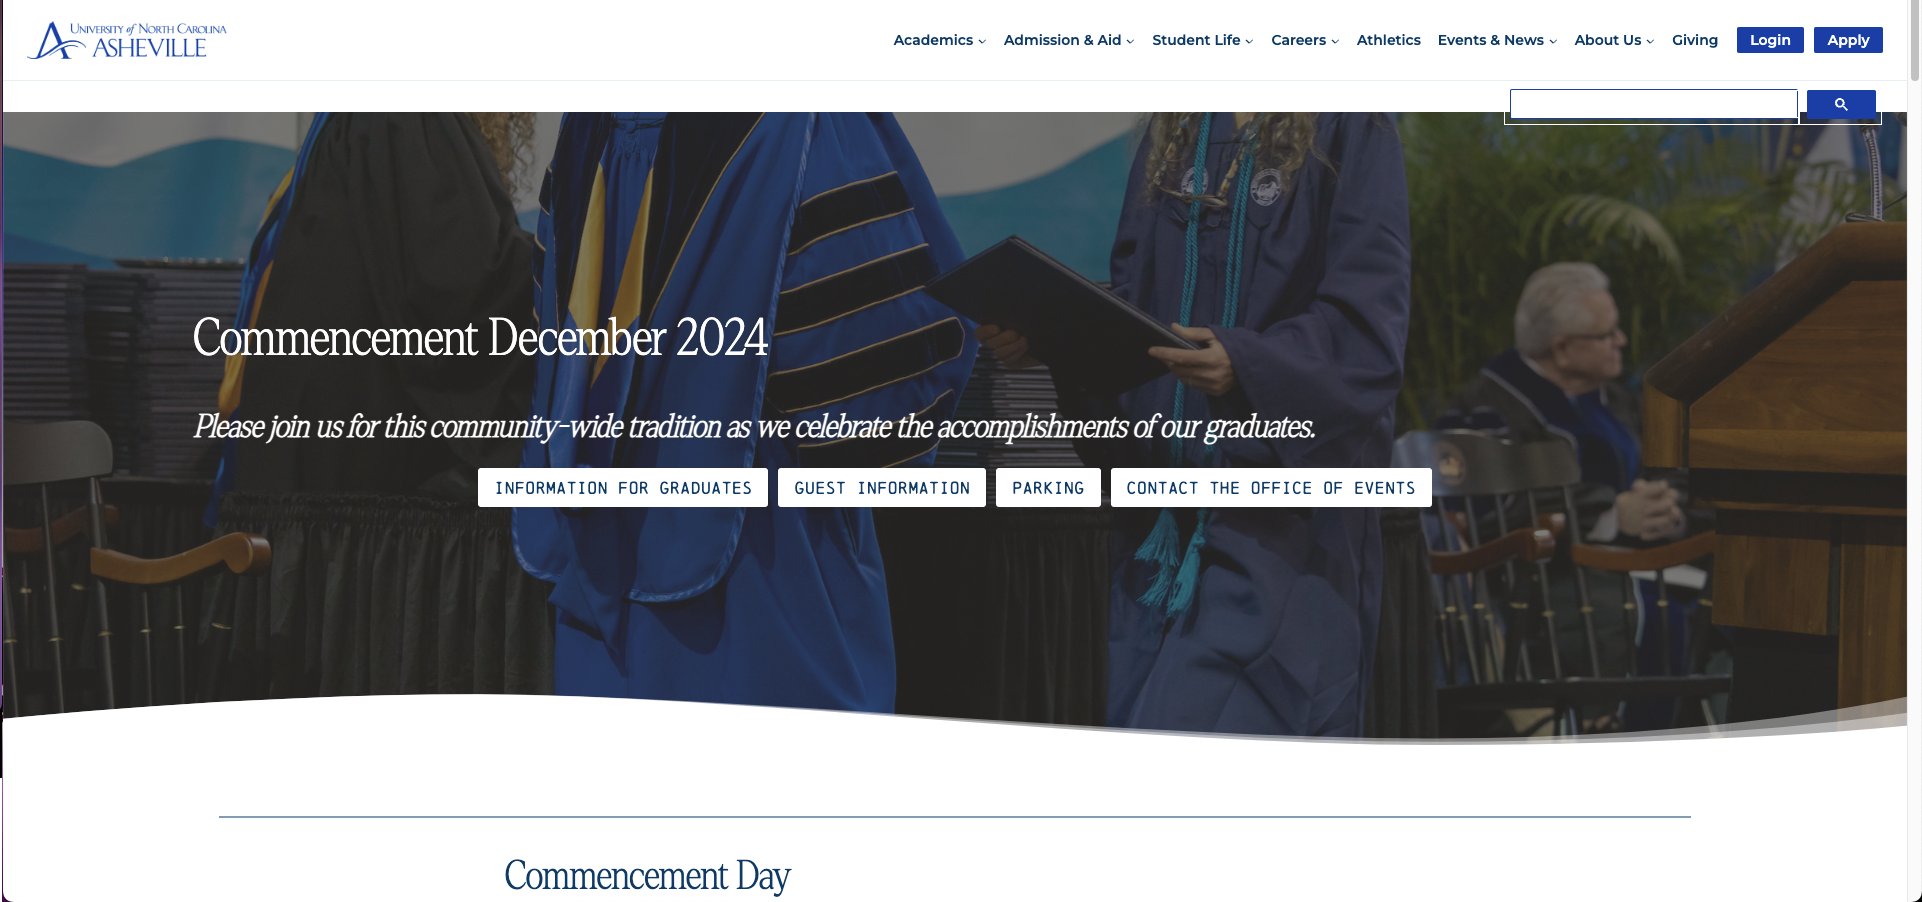 University of North Carolina
Asheville
Academics
Admission & Aid
Student Life
Careers
Athletics
Events & News
About Us
Giving
Login
Apply
Commencement December 2024
Please join us for this community-wide tradition as we celebrate the accomplishments of our graduates.
INFORMATION FOR GRADUATES
GUEST INFORMATION
PARKING
CONTACT THE OFFICE OF EVENTS
Commencement Day